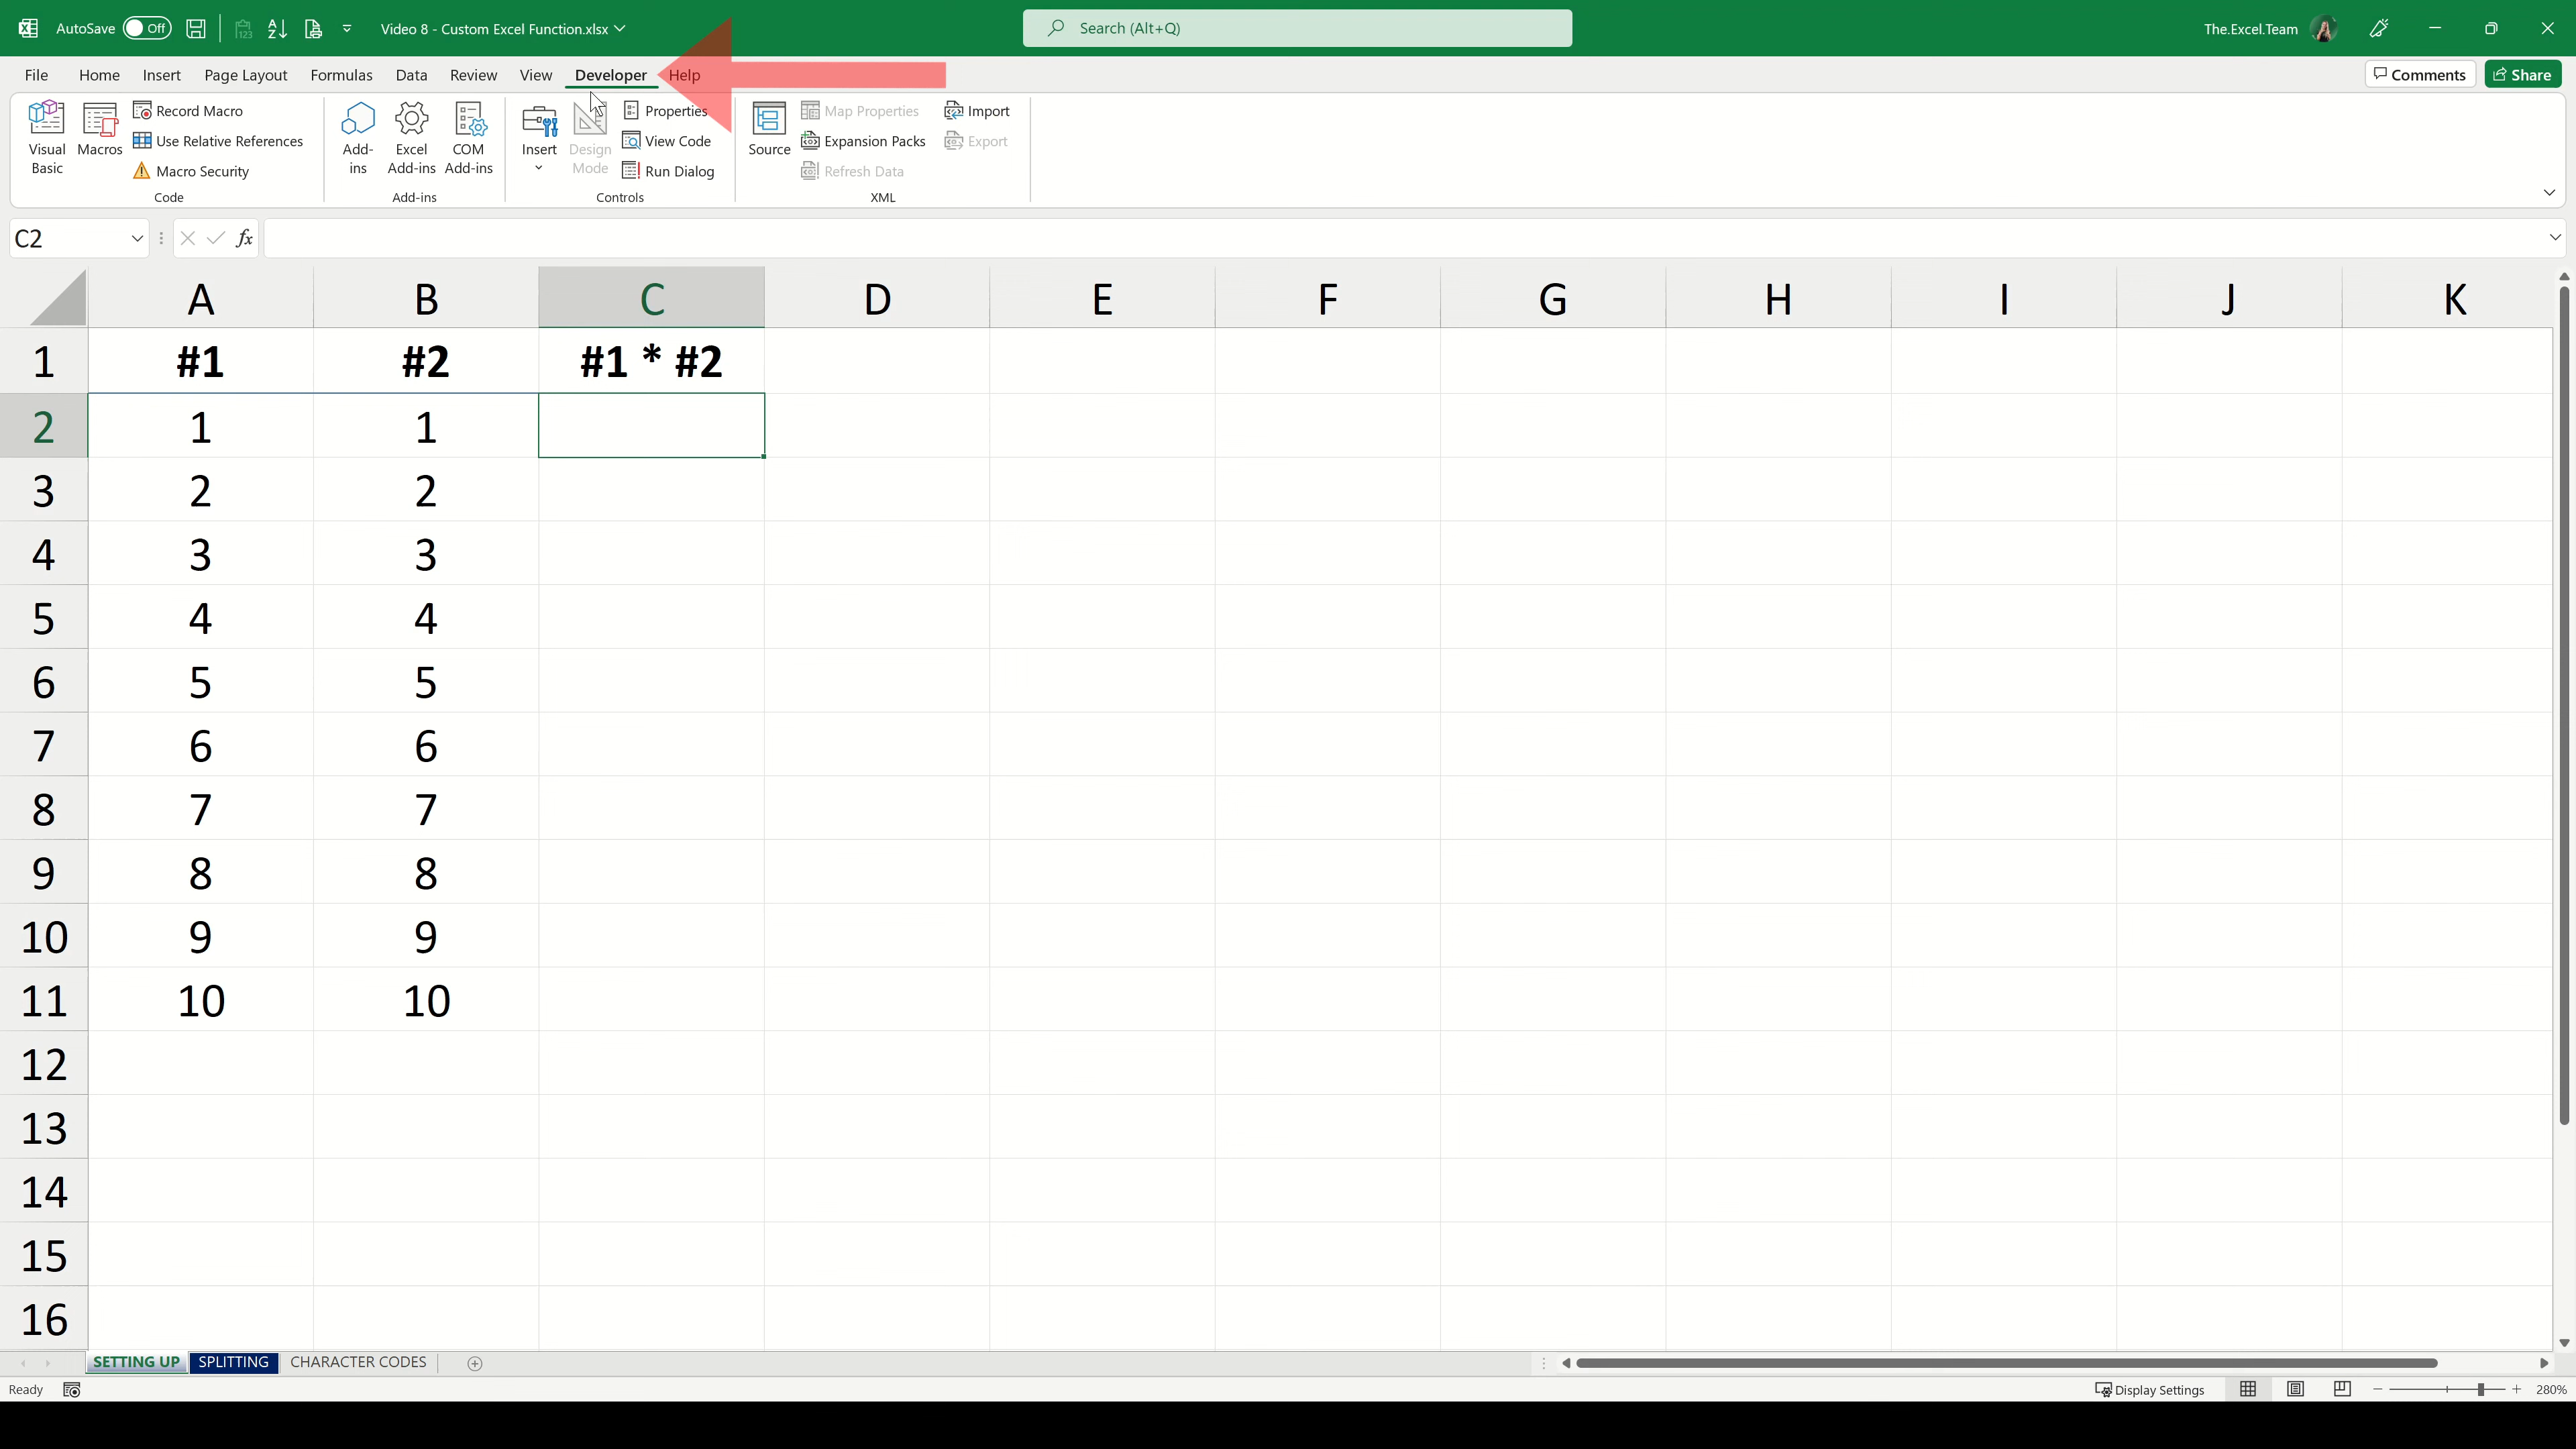 AutoSave Off Video 8 - Custom Excel Function.xlsx Search (Alt+Q) The.Excel.Team
File Home Insert Page Layout Formulas Data Review View Developer Help Comments Share
Visual Basic
Macros
Record Macro
Use Relative References
Macro Security
Code
Add-ins
Excel Add-ins
COM Add-ins
Add-ins
Insert
Design Mode
Properties
View Code
Run Dialog
Controls
Source
Map Properties
Expansion Packs
Refresh Data
Import
Export
XML
C2 fx
A B C D E F G H I J K
1 #1 #2 #1 * #2
2 1 1
3 2 2
4 3 3
5 4 4
6 5 5
7 6 6
8 7 7
9 8 8
10 9 9
11 10 10
12
13
14
15
16
SETTING UP SPLITTING CHARACTER CODES
Ready Display Settings 280%